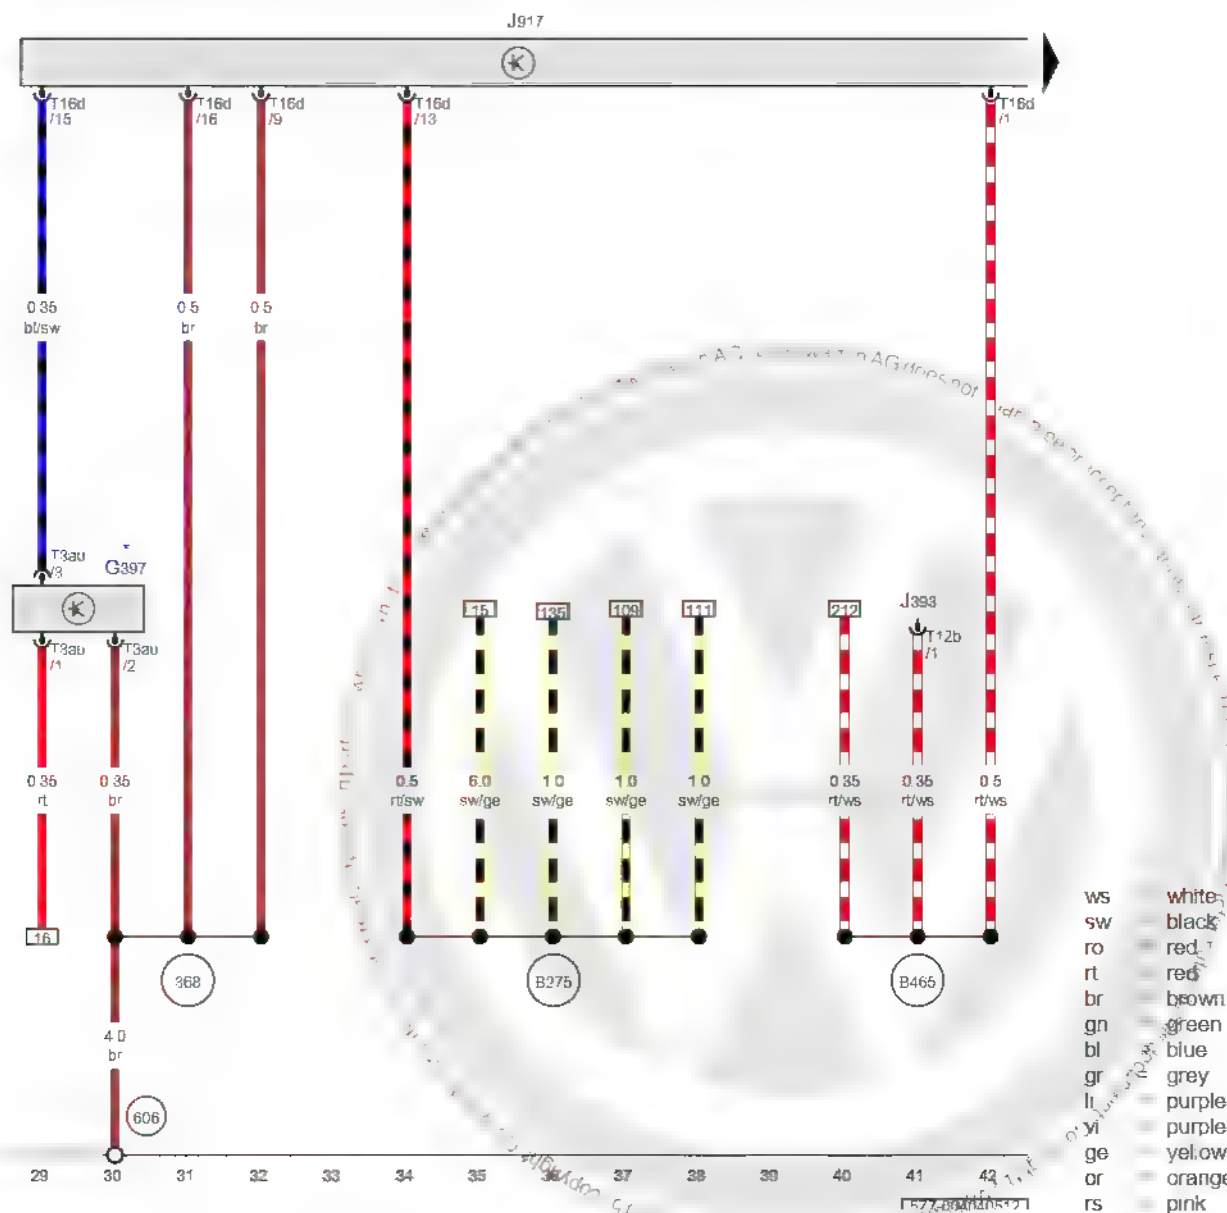 J917
K
T16d
/15
T16d
/16
T16d
/9
T16d
/13
T16d
/1
0.35
bl/sw
0.5
br
0.5
br
T3au
/3
G397
*
K
T3au
/1
T3au
/2
15
135
109
111
212
J393
T12b
/1
0.35
rt
0.35
br
0.5
rt/sw
6.0
sw/ge
1.0
sw/ge
1.0
sw/ge
1.0
sw/ge
0.35
rt/ws
0.35
rt/ws
0.5
rt/ws
16
368
B275
B465
4.0
br
606
29 30 31 32 33 34 35 36 37 38 39 40 41 42
ws = white
sw = black
ro = red
rt = red
br = brown
gn = green
bl = blue
gr = grey
li = purple
vi = purple
ge = yellow
or = orange
rs = pink
AG does not
copyright